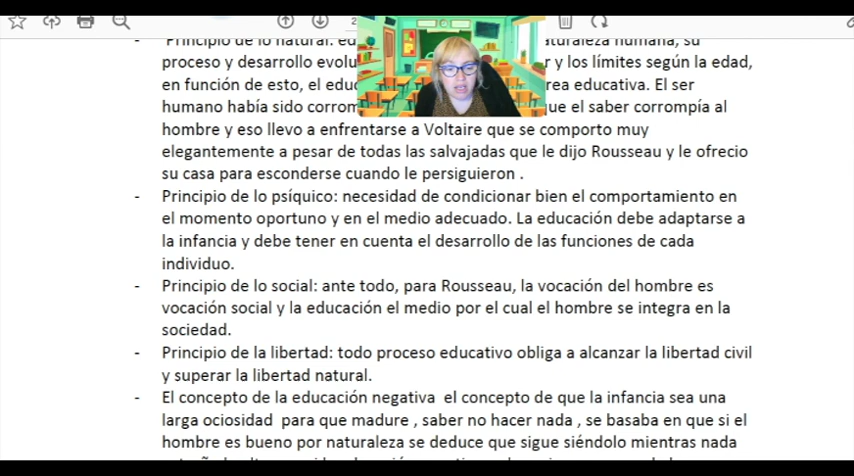 - Principio de lo natural: ed aturaleza humana, su
proceso y desarrollo evolu r y los límites según la edad,
en función de esto, el educ rea educativa. El ser
humano había sido corrom ue el saber corrompía al
hombre y eso llevo a enfrentarse a Voltaire que se comporto muy
elegantemente a pesar de todas las salvajadas que le dijo Rousseau y le ofrecio
su casa para esconderse cuando le persiguieron .
- Principio de lo psíquico: necesidad de condicionar bien el comportamiento en
el momento oportuno y en el medio adecuado. La educación debe adaptarse a
la infancia y debe tener en cuenta el desarrollo de las funciones de cada
individuo.
- Principio de lo social: ante todo, para Rousseau, la vocación del hombre es
vocación social y la educación el medio por el cual el hombre se integra en la
sociedad.
- Principio de la libertad: todo proceso educativo obliga a alcanzar la libertad civil
y superar la libertad natural.
- El concepto de la educación negativa el concepto de que la infancia sea una
larga ociosidad para que madure , saber no hacer nada , se basaba en que si el
hombre es bueno por naturaleza se deduce que sigue siéndolo mientras nada